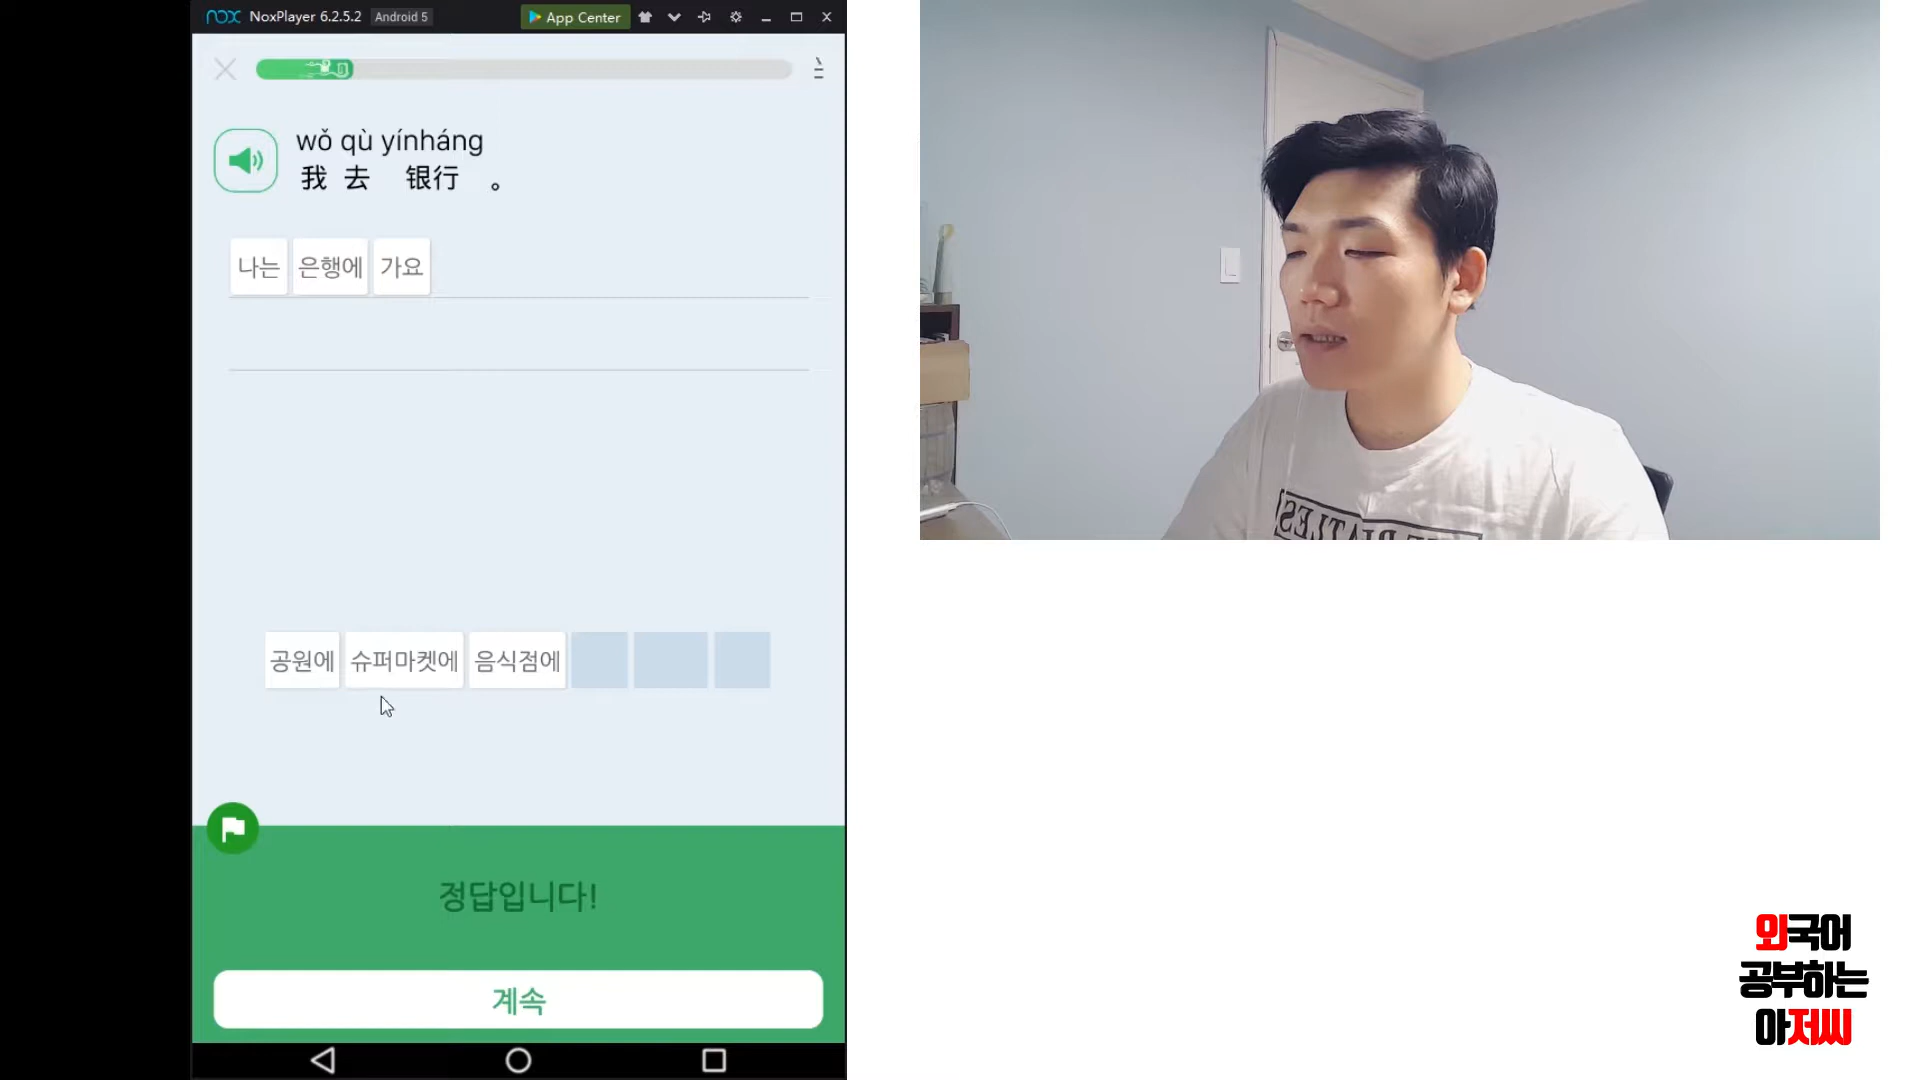 nox NoxPlayer 6.2.5.2 Android 5 App Center
wǒ qù yínháng
我 去 银行 。
나는 은행에 가요
공원에 슈퍼마켓에 음식점에
정답입니다!
계속
외국어
공부하는
아저씨